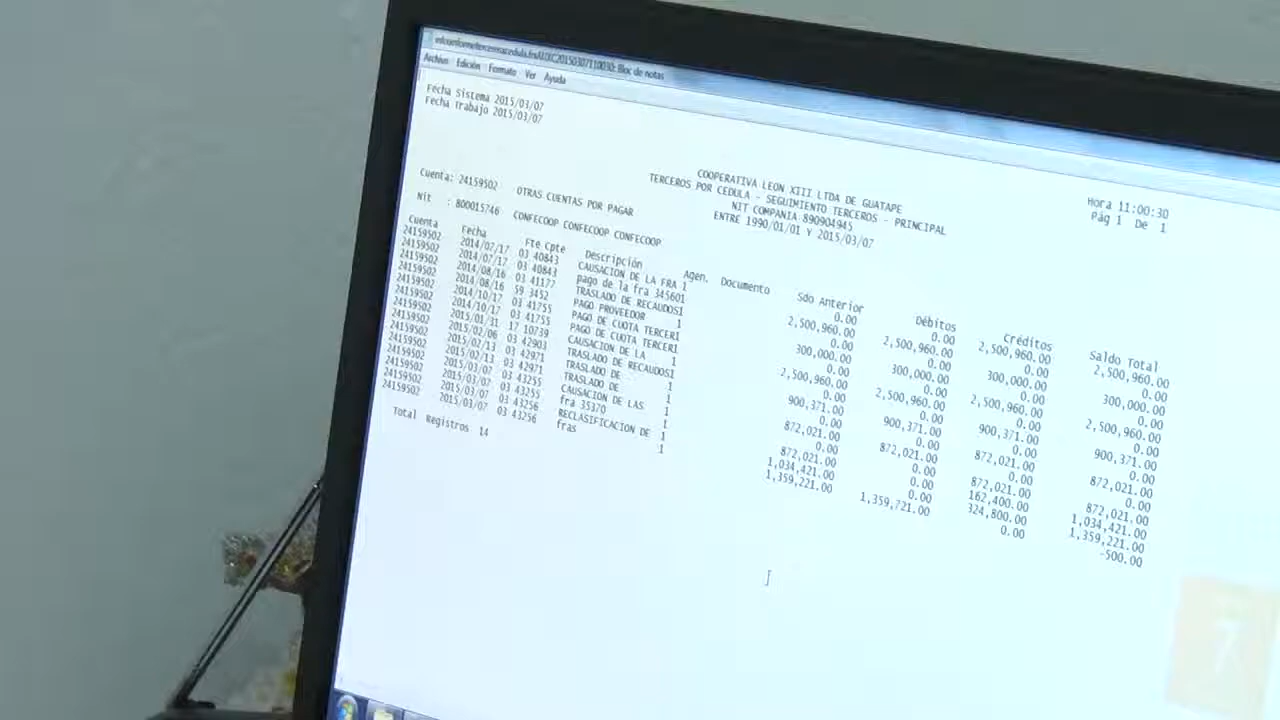 Bloc de notas
Archivo Edición Formato Ver Ayuda
Fecha Sistema 2015/03/07
Fecha Trabajo 2015/03/07
COOPERATIVA LEON XIII LTDA DE GUATAPE
TERCEROS POR CEDULA - SEGUIMIENTO TERCEROS - PRINCIPAL
NIT COMPANIA 890904945
ENTRE 1990/01/01 Y 2015/03/07
Hora 11:00:30
Pág 1 De 1
Cuenta: 24159502 OTRAS CUENTAS POR PAGAR
Nit : 800015746 CONFECOOP CONFECOOP CONFECOOP
Cuenta Fecha Fte Cpte Descripción Agen. Documento Sdo Anterior Débitos Créditos Saldo Total
24159502 2014/07/17 03 40843 CAUSACION DE LA FRA 1 0.00 0.00 2,500,960.00 2,500,960.00
24159502 2014/07/17 03 40843 pago de la fra 345601 2,500,960.00 2,500,960.00 0.00 0.00
24159502 2014/08/16 03 41177 TRASLADO DE RECAUDOS1 0.00 0.00 300,000.00 300,000.00
24159502 2014/08/16 59 3452 PAGO PROVEEDOR 1 300,000.00 300,000.00 0.00 0.00
24159502 2014/10/17 03 41755 PAGO DE CUOTA TERCER1 0.00 0.00 2,500,960.00 2,500,960.00
24159502 2014/10/17 03 41755 PAGO DE CUOTA TERCER1 2,500,960.00 2,500,960.00 0.00 0.00
24159502 2015/01/31 17 10739 CAUSACION DE LA 1 0.00 0.00 900,371.00 900,371.00
24159502 2015/02/06 03 42903 TRASLADO DE RECAUDOS1 900,371.00 900,371.00 0.00 0.00
24159502 2015/02/13 03 42971 TRASLADO DE 1 0.00 0.00 872,021.00 872,021.00
24159502 2015/02/13 03 42971 TRASLADO DE 1 872,021.00 872,021.00 0.00 0.00
24159502 2015/03/07 03 43255 CAUSACION DE LAS 1 0.00 0.00 872,021.00 872,021.00
24159502 2015/03/07 03 43255 fra 35370 1 872,021.00 0.00 162,400.00 1,034,421.00
24159502 2015/03/07 03 43256 RECLASIFICACION DE 1 1,034,421.00 0.00 324,800.00 1,359,221.00
24159502 2015/03/07 03 43256 fras 1 1,359,221.00 1,359,721.00 0.00 -500.00
Total Registros 14